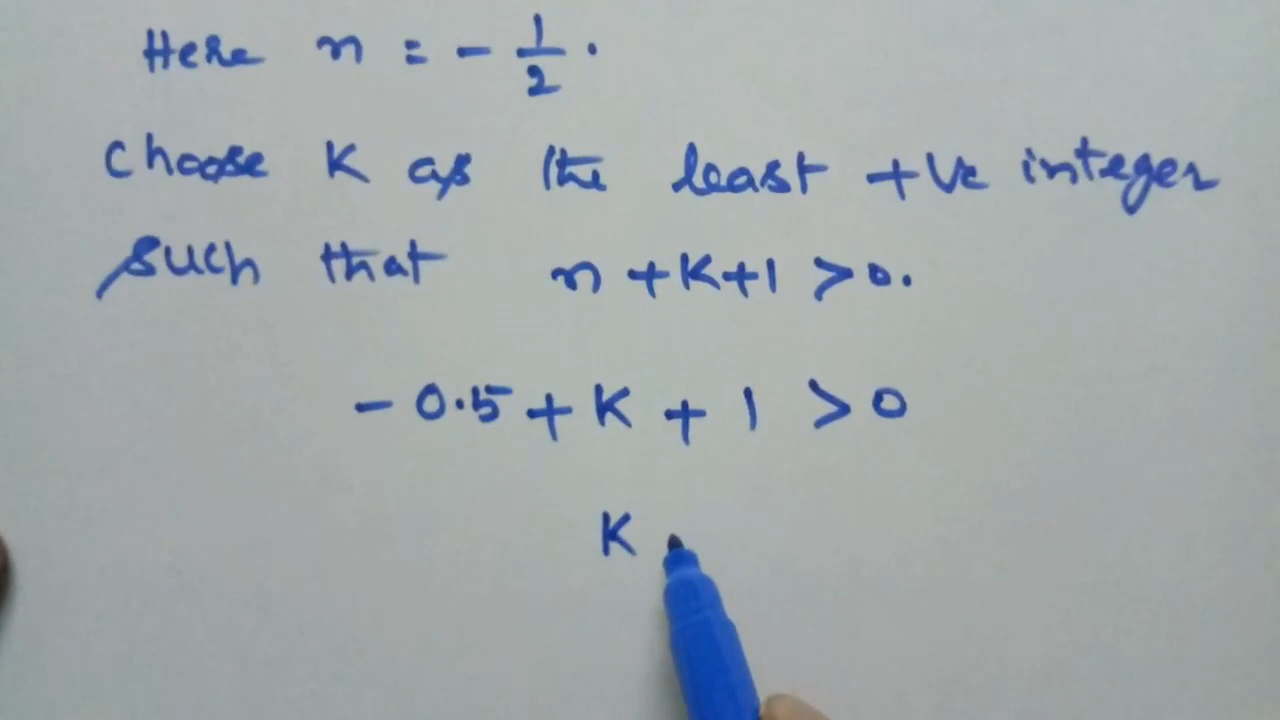 Here n = - 1/2 .
choose K as the least +ve integer
such that n + K + 1 > 0.
- 0.5 + K + 1 > 0
K